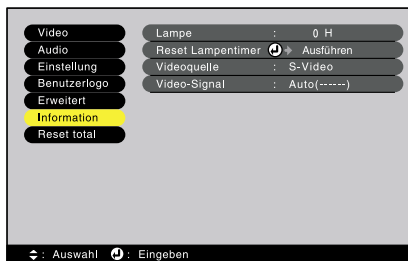 Video
Audio
Einstellung
Benutzerlogo
Erweitert
Information
Reset total
Lampe : 0 H
Reset Lampentimer Ausführen
Videoquelle : S-Video
Video-Signal : Auto(------)
: Auswahl : Eingeben